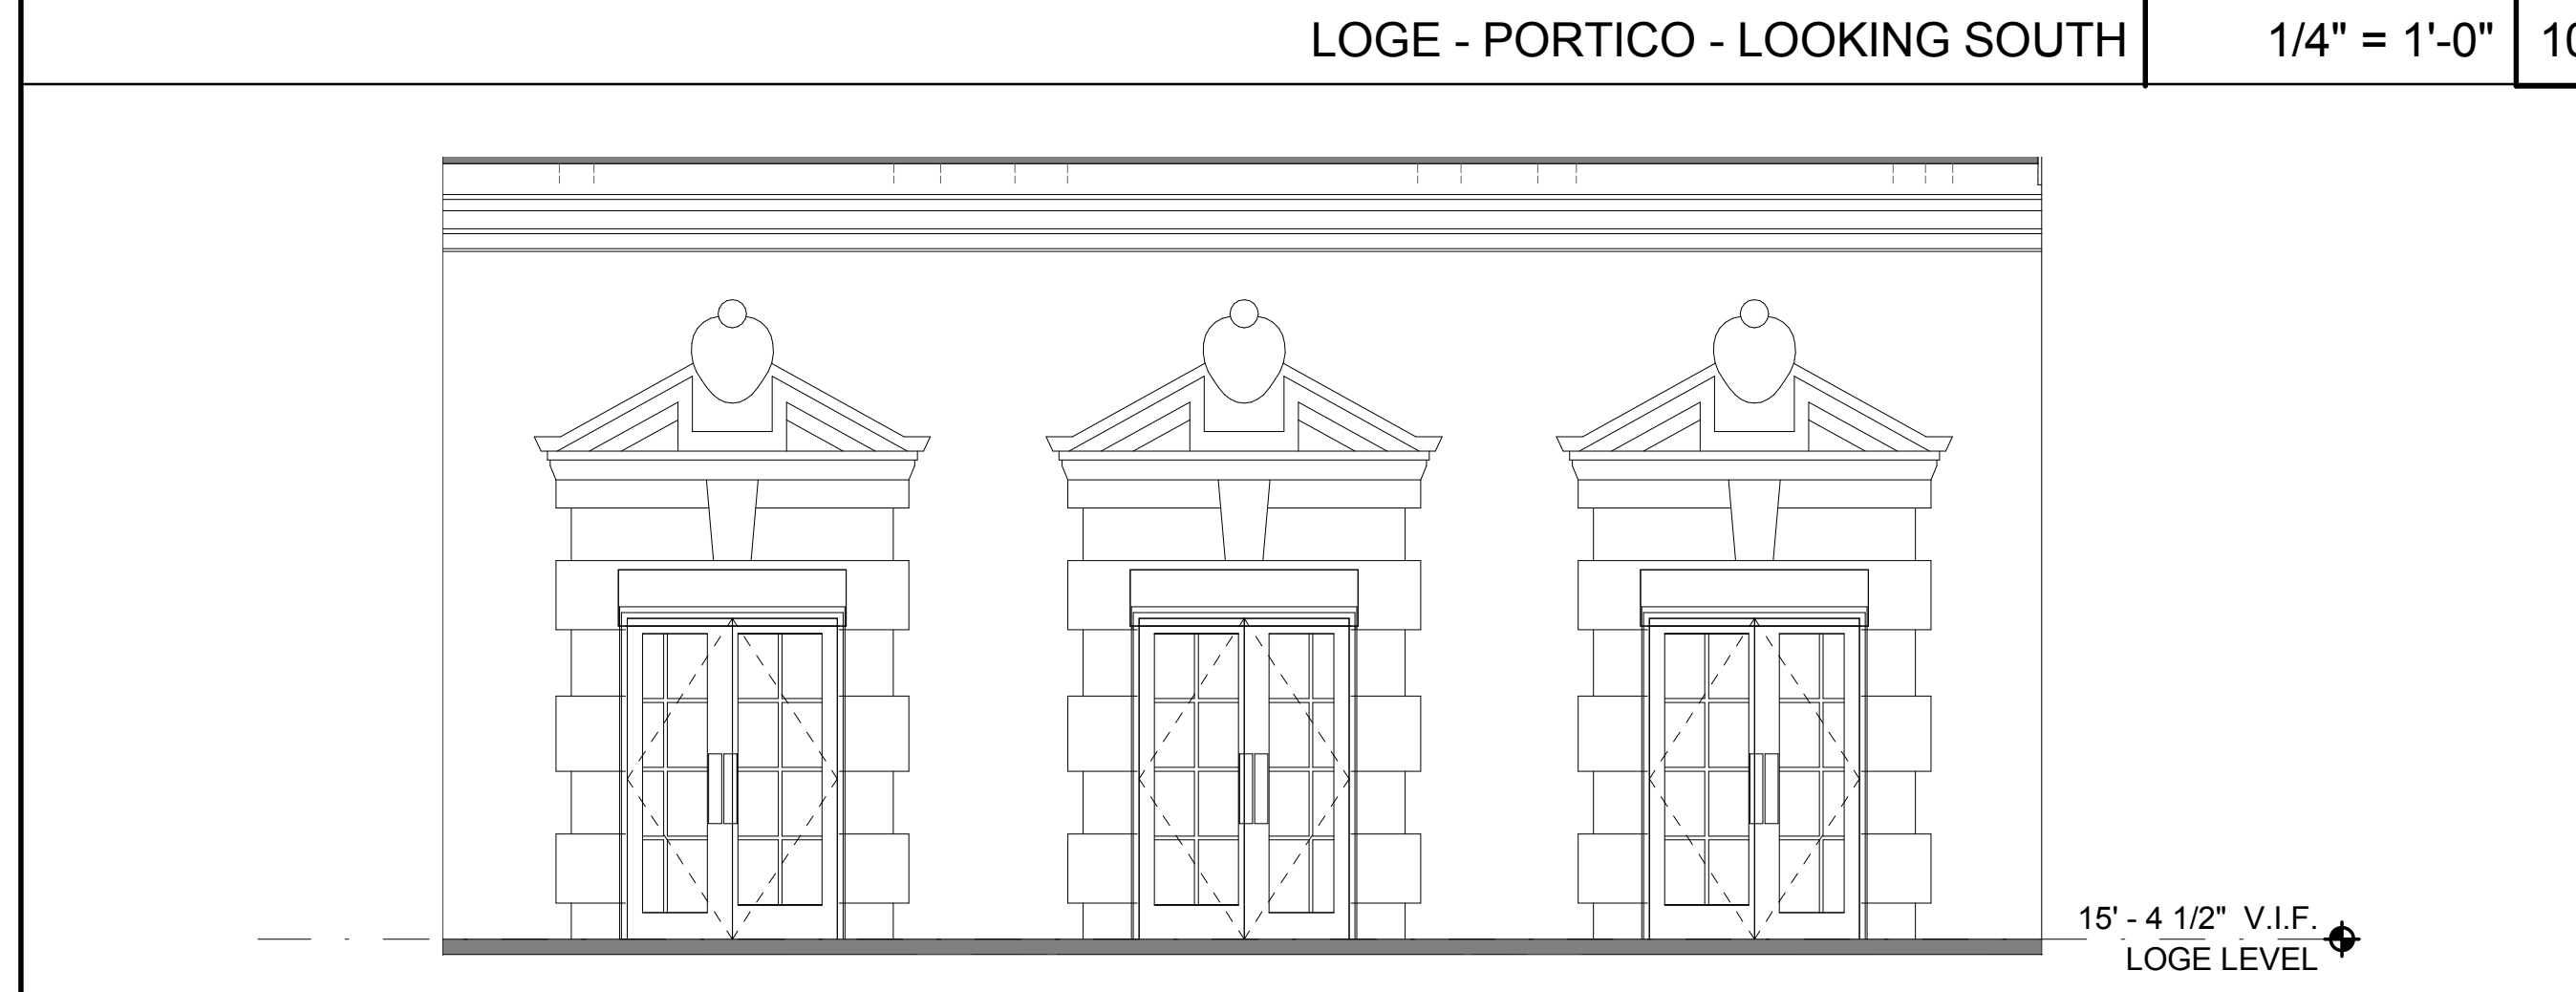 LOGE - PORTICO - LOOKING SOUTH
1/4" = 1'-0"
15' - 4 1/2" V.I.F.
LOGE LEVEL